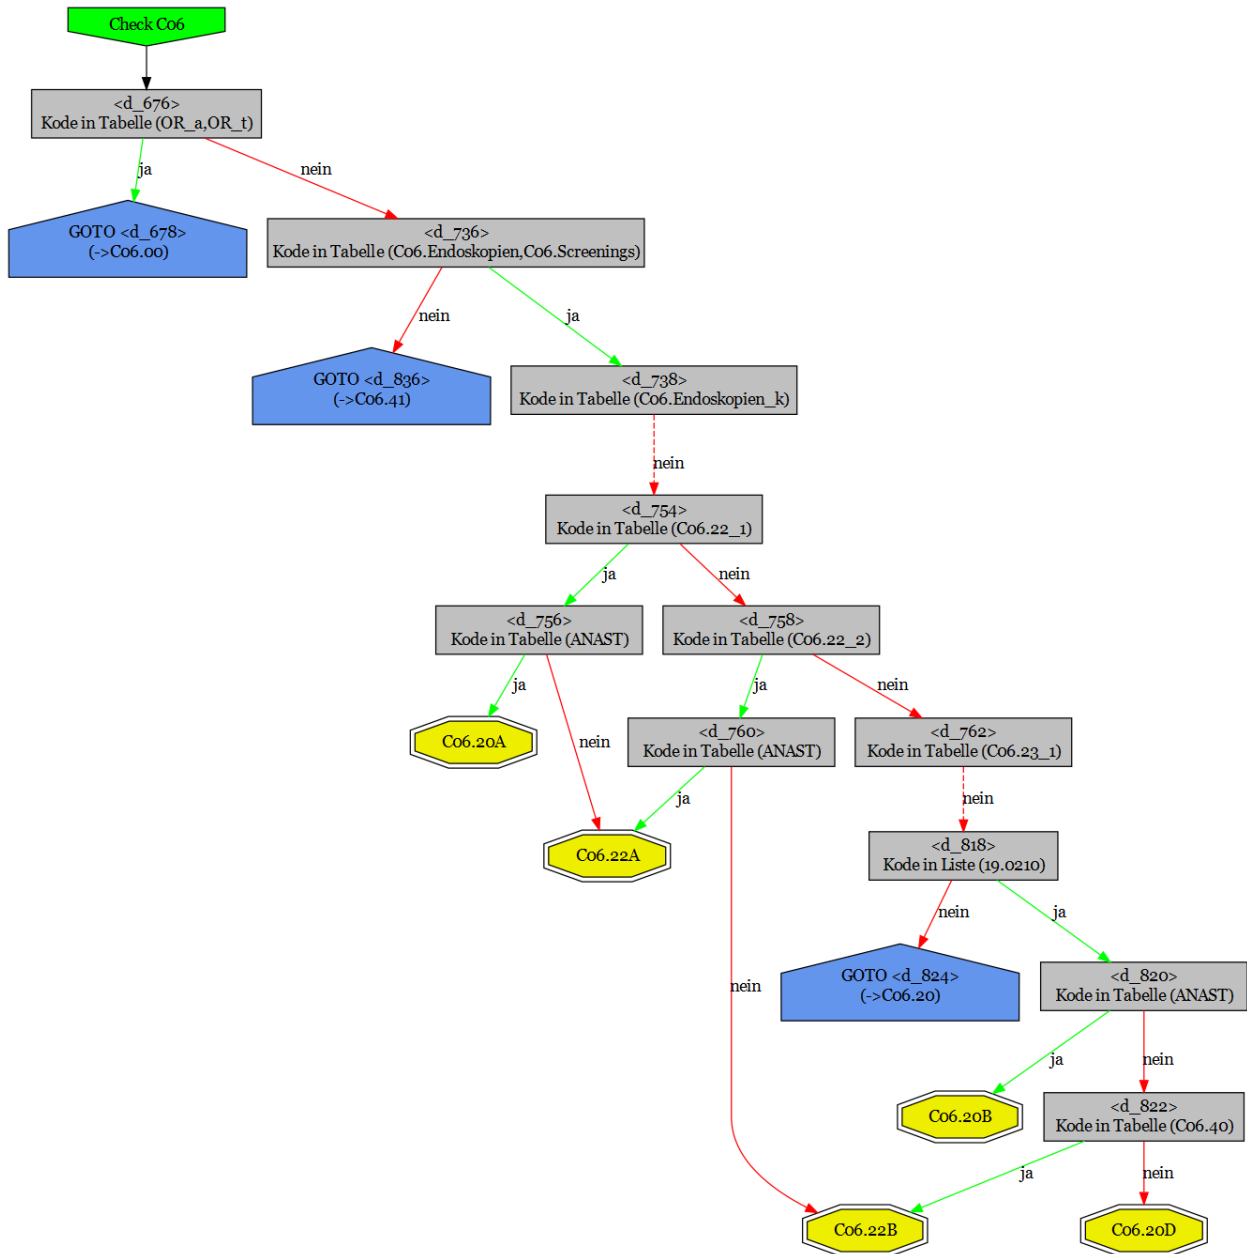 Check C06
<d_676>
Kode in Tabelle (OR_a,OR_t)
ja
nein
GOTO <d_678>
(->C06.00)
<d_736>
Kode in Tabelle (C06.Endoskopien,C06.Screenings)
nein
ja
GOTO <d_836>
(->C06.41)
<d_738>
Kode in Tabelle (C06.Endoskopien_k)
nein
<d_754>
Kode in Tabelle (C06.22_1)
ja
nein
<d_756>
Kode in Tabelle (ANAST)
<d_758>
Kode in Tabelle (C06.22_2)
ja
nein
ja
nein
C06.20A
<d_760>
Kode in Tabelle (ANAST)
<d_762>
Kode in Tabelle (C06.23_1)
ja
nein
nein
C06.22A
<d_818>
Kode in Liste (19.0210)
nein
ja
GOTO <d_824>
(->C06.20)
<d_820>
Kode in Tabelle (ANAST)
ja
nein
C06.20B
<d_822>
Kode in Tabelle (C06.40)
ja
nein
C06.22B
C06.20D